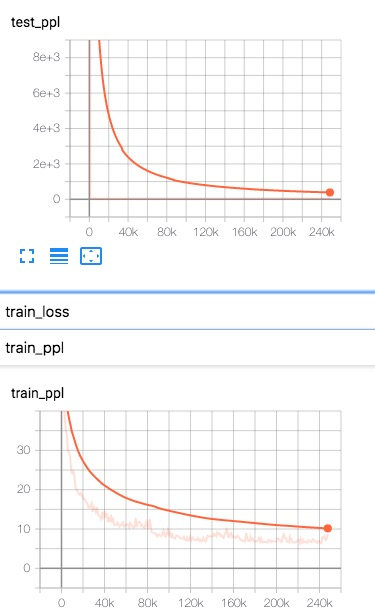 test_ppl
8e+3
6e+3
4e+3
2e+3
0
0 40k 80k 120k 160k 200k 240k
train_loss
train_ppl
train_ppl
30
20
10
0
0 40k 80k 120k 160k 200k 240k